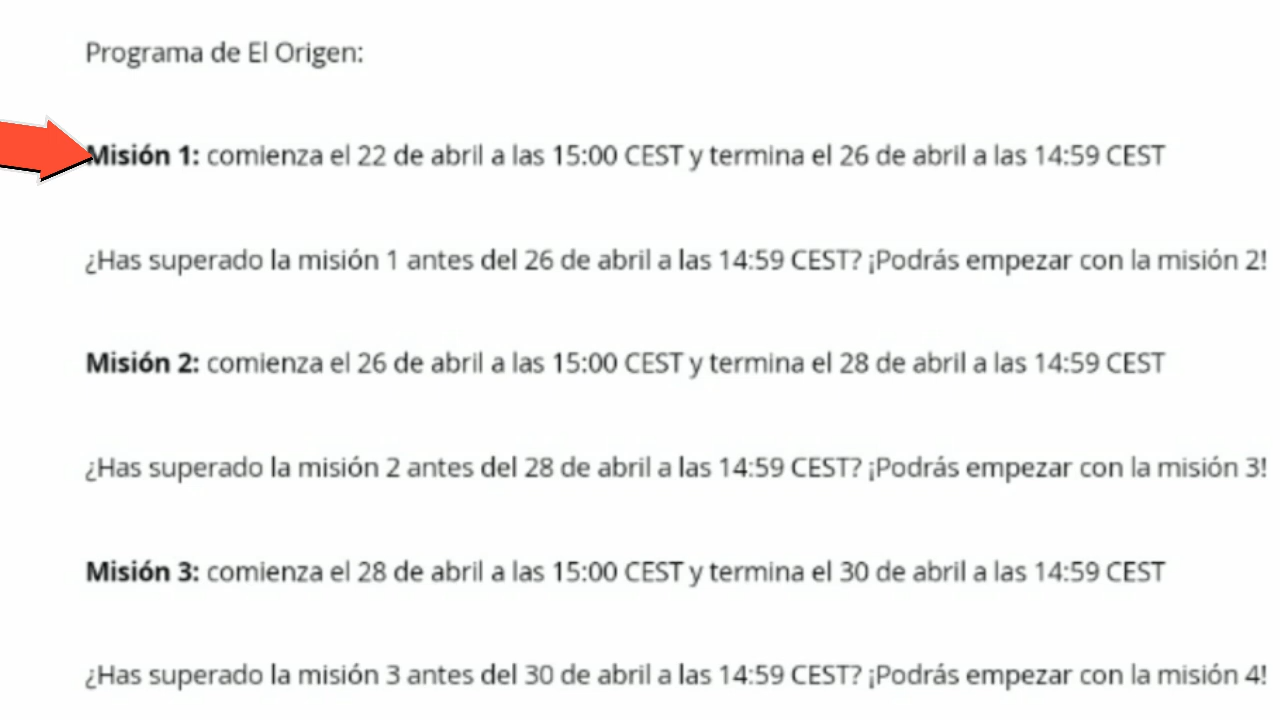 Programa de El Origen:
Misión 1: comienza el 22 de abril a las 15:00 CEST y termina el 26 de abril a las 14:59 CEST
¿Has superado la misión 1 antes del 26 de abril a las 14:59 CEST? ¡Podrás empezar con la misión 2!
Misión 2: comienza el 26 de abril a las 15:00 CEST y termina el 28 de abril a las 14:59 CEST
¿Has superado la misión 2 antes del 28 de abril a las 14:59 CEST? ¡Podrás empezar con la misión 3!
Misión 3: comienza el 28 de abril a las 15:00 CEST y termina el 30 de abril a las 14:59 CEST
¿Has superado la misión 3 antes del 30 de abril a las 14:59 CEST? ¡Podrás empezar con la misión 4!